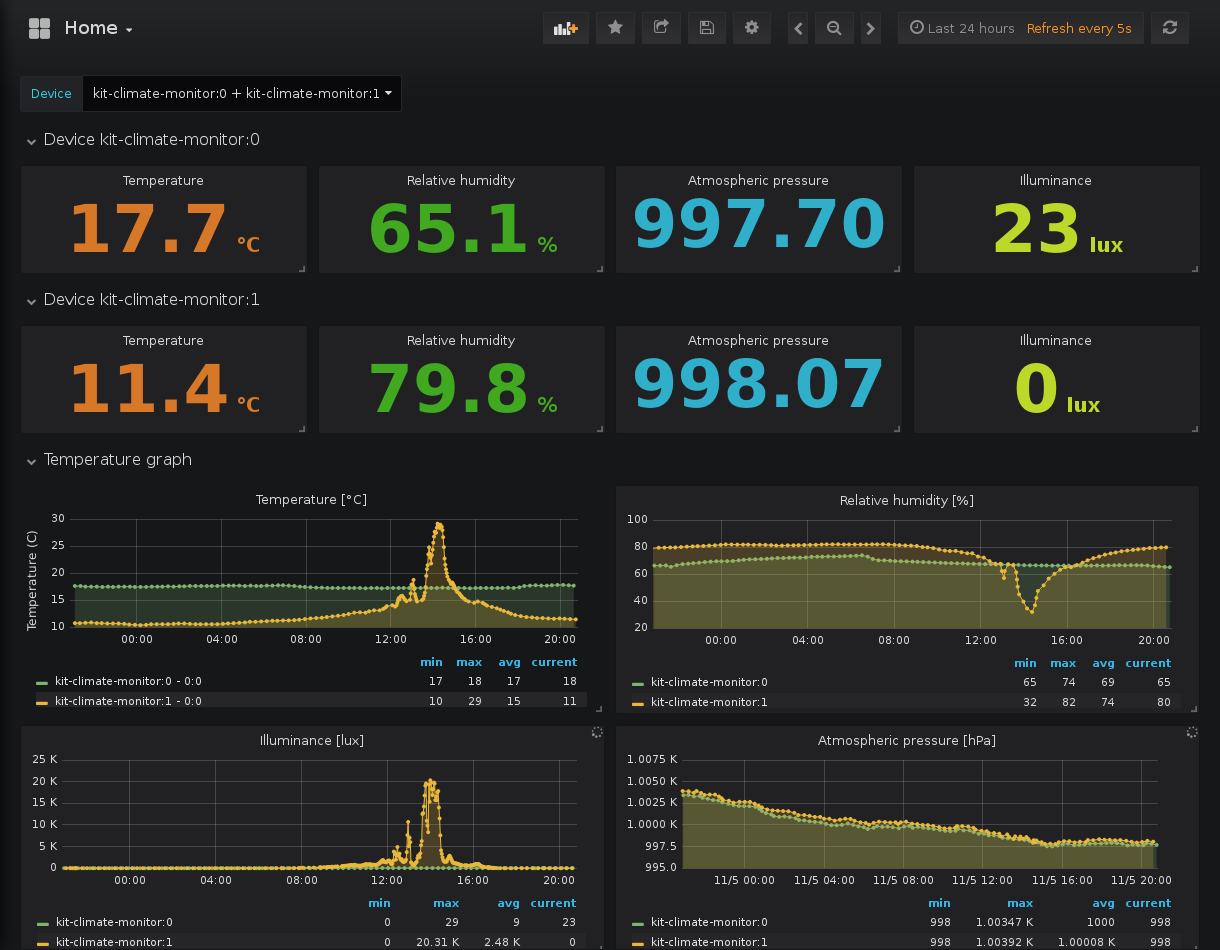 Home
Last 24 hours Refresh every 5s
Device kit-climate-monitor:0 + kit-climate-monitor:1
Device kit-climate-monitor:0
Temperature Relative humidity Atmospheric pressure Illuminance
17.7 °C 65.1 % 997.70 23 lux
Device kit-climate-monitor:1
Temperature Relative humidity Atmospheric pressure Illuminance
11.4 °C 79.8 % 998.07 0 lux
Temperature graph
Temperature [°C]
Temperature (C)
30
25
20
15
10
00:00 04:00 08:00 12:00 16:00 20:00
min max avg current
kit-climate-monitor:0 - 0:0 17 18 17 18
kit-climate-monitor:1 - 0:0 10 29 15 11
Relative humidity [%]
100
80
60
40
20
00:00 04:00 08:00 12:00 16:00 20:00
min max avg current
kit-climate-monitor:0 65 74 69 65
kit-climate-monitor:1 32 82 74 80
Illuminance [lux]
25 K
20 K
15 K
10 K
5 K
0
00:00 04:00 08:00 12:00 16:00 20:00
min max avg current
kit-climate-monitor:0 0 29 9 23
kit-climate-monitor:1 0 20.31 K 2.48 K 0
Atmospheric pressure [hPa]
1.0075 K
1.0050 K
1.0025 K
1.0000 K
997.5
995.0
11/5 00:00 11/5 04:00 11/5 08:00 11/5 12:00 11/5 16:00 11/5 20:00
min max avg current
kit-climate-monitor:0 998 1.00347 K 1000 998
kit-climate-monitor:1 998 1.00392 K 1.00008 K 998